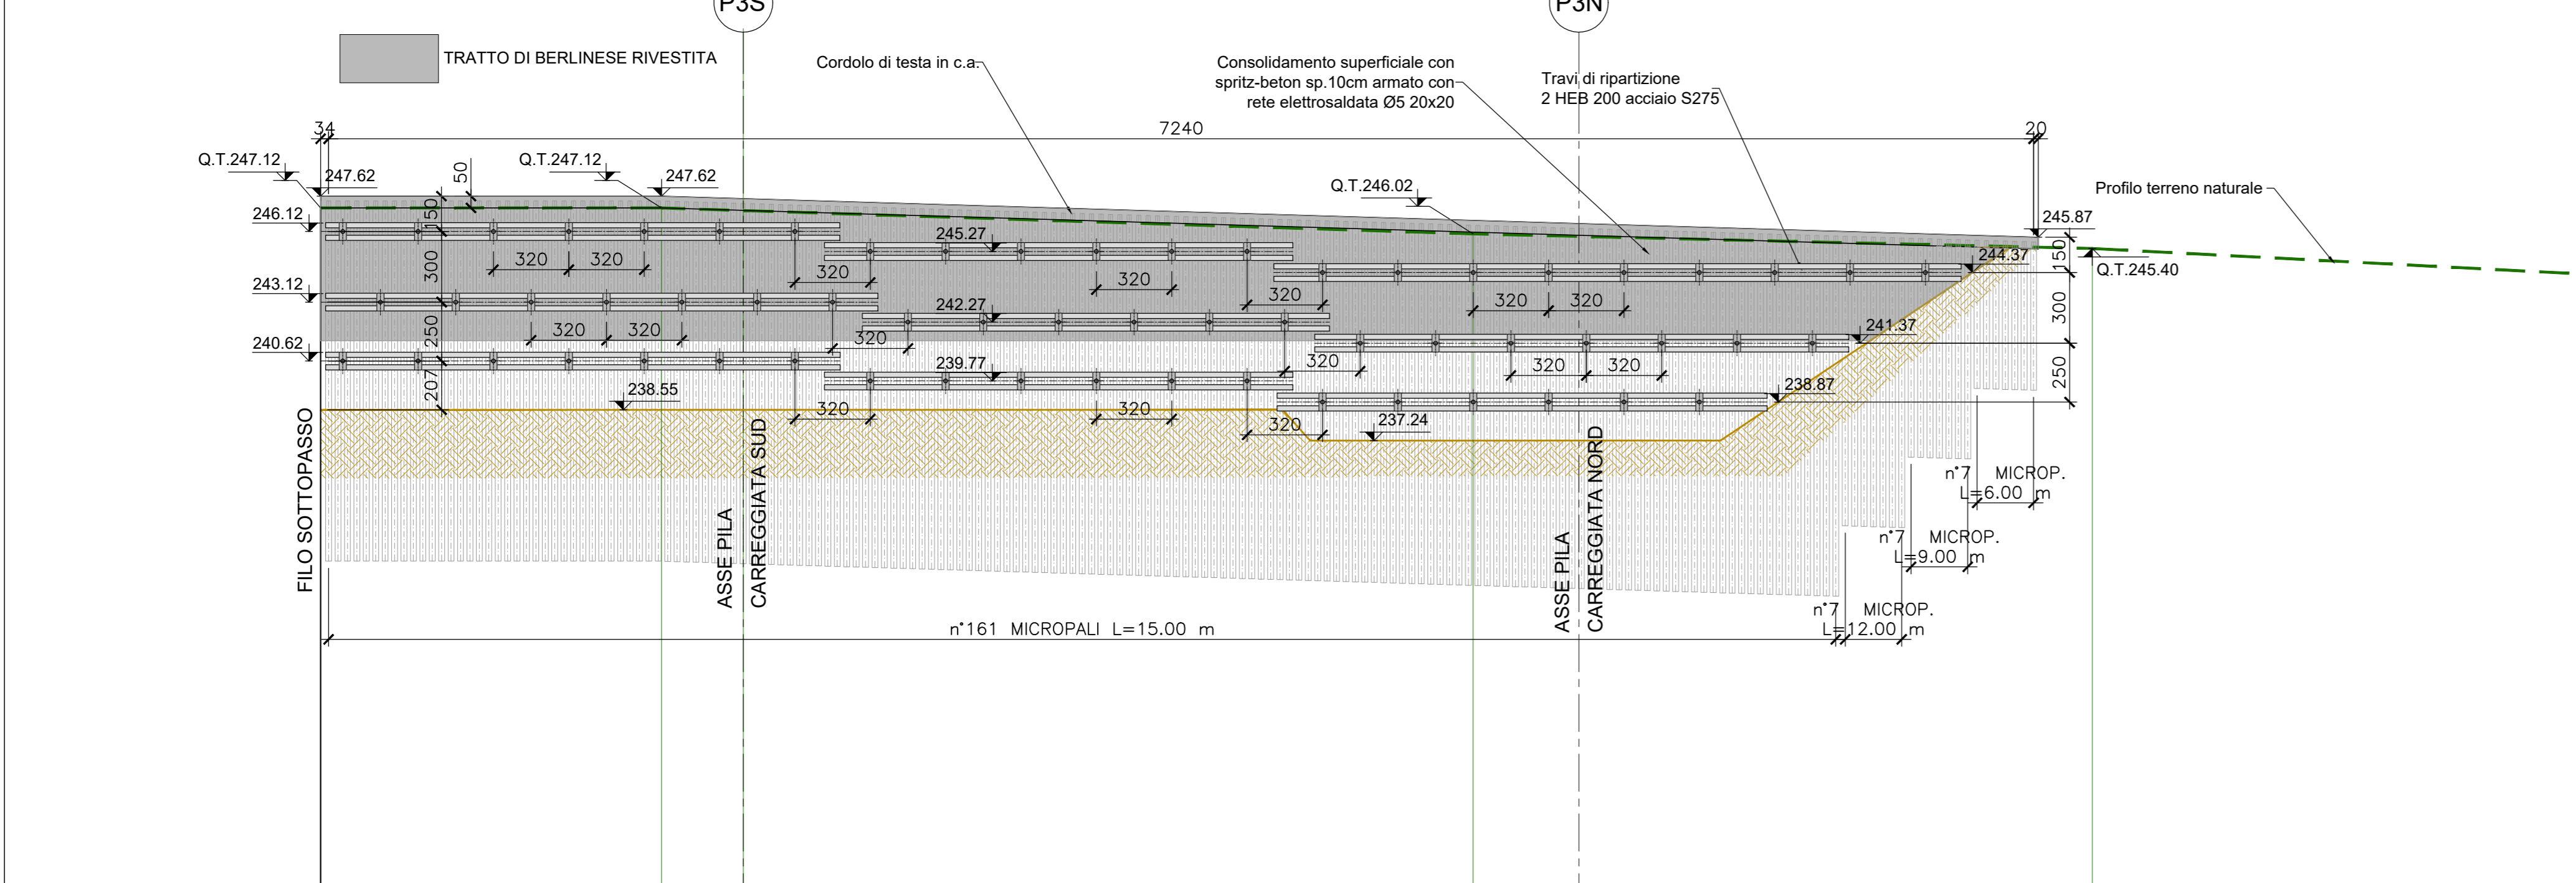 P3S
P3N
TRATTO DI BERLINESE RIVESTITA
Cordolo di testa in c.a.
Consolidamento superficiale con
spritz-beton sp.10cm armato con
rete elettrosaldata Ø5 20x20
Travi di ripartizione
2 HEB 200 acciaio S275
34
7240
20
Q.T.247.12
247.62
50
Q.T.247.12
247.62
Q.T.246.02
Profilo terreno naturale
246.12
150
245.87
245.27
244.37
150
Q.T.245.40
300
320
320
320
320
320
243.12
242.27
320
320
300
241.37
250
320
320
320
240.62
239.77
320
320
320
250
238.87
207
238.55
320
320
320
237.24
FILO SOTTOPASSO
ASSE PILA
CARREGGIATA SUD
ASSE PILA
CARREGGIATA NORD
n°7 MICROP.
L=6.00 m
n°7 MICROP.
L=9.00 m
n°7 MICROP.
L=12.00 m
n°161 MICROPALI L=15.00 m